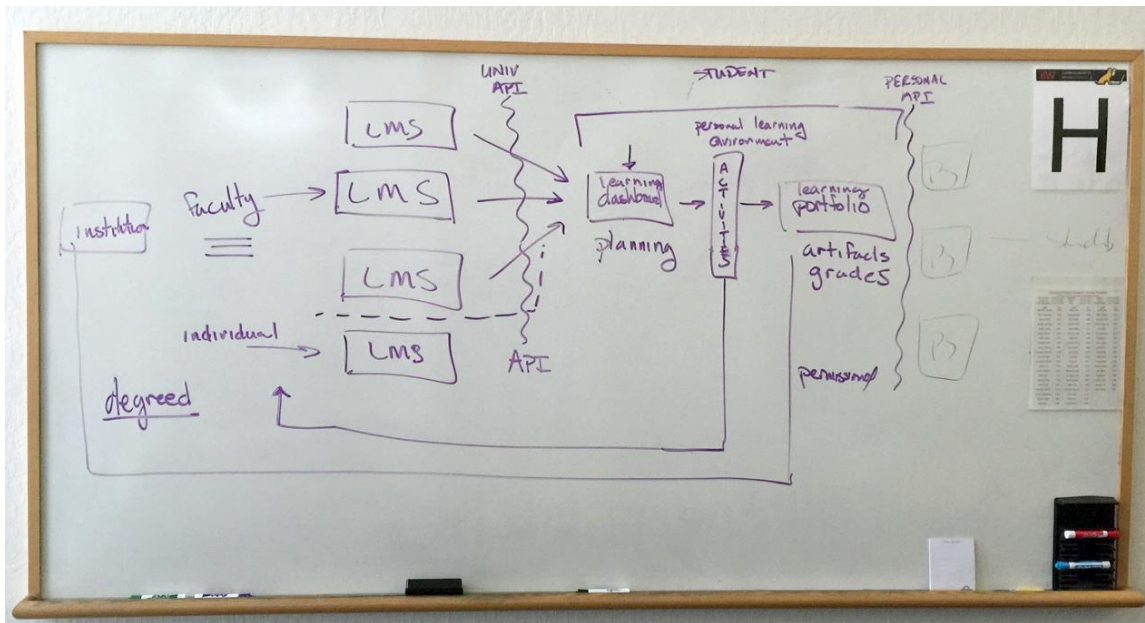 UNIV
API
STUDENT
PERSONAL
API
H
LMS
personal learning
environment
faculty
LMS
learning
dashboard
ACTIVITIES
learning
portfolio
B
institution
planning
artifacts
grades
B
LMS
individual
LMS
API
B
permissions
degreed